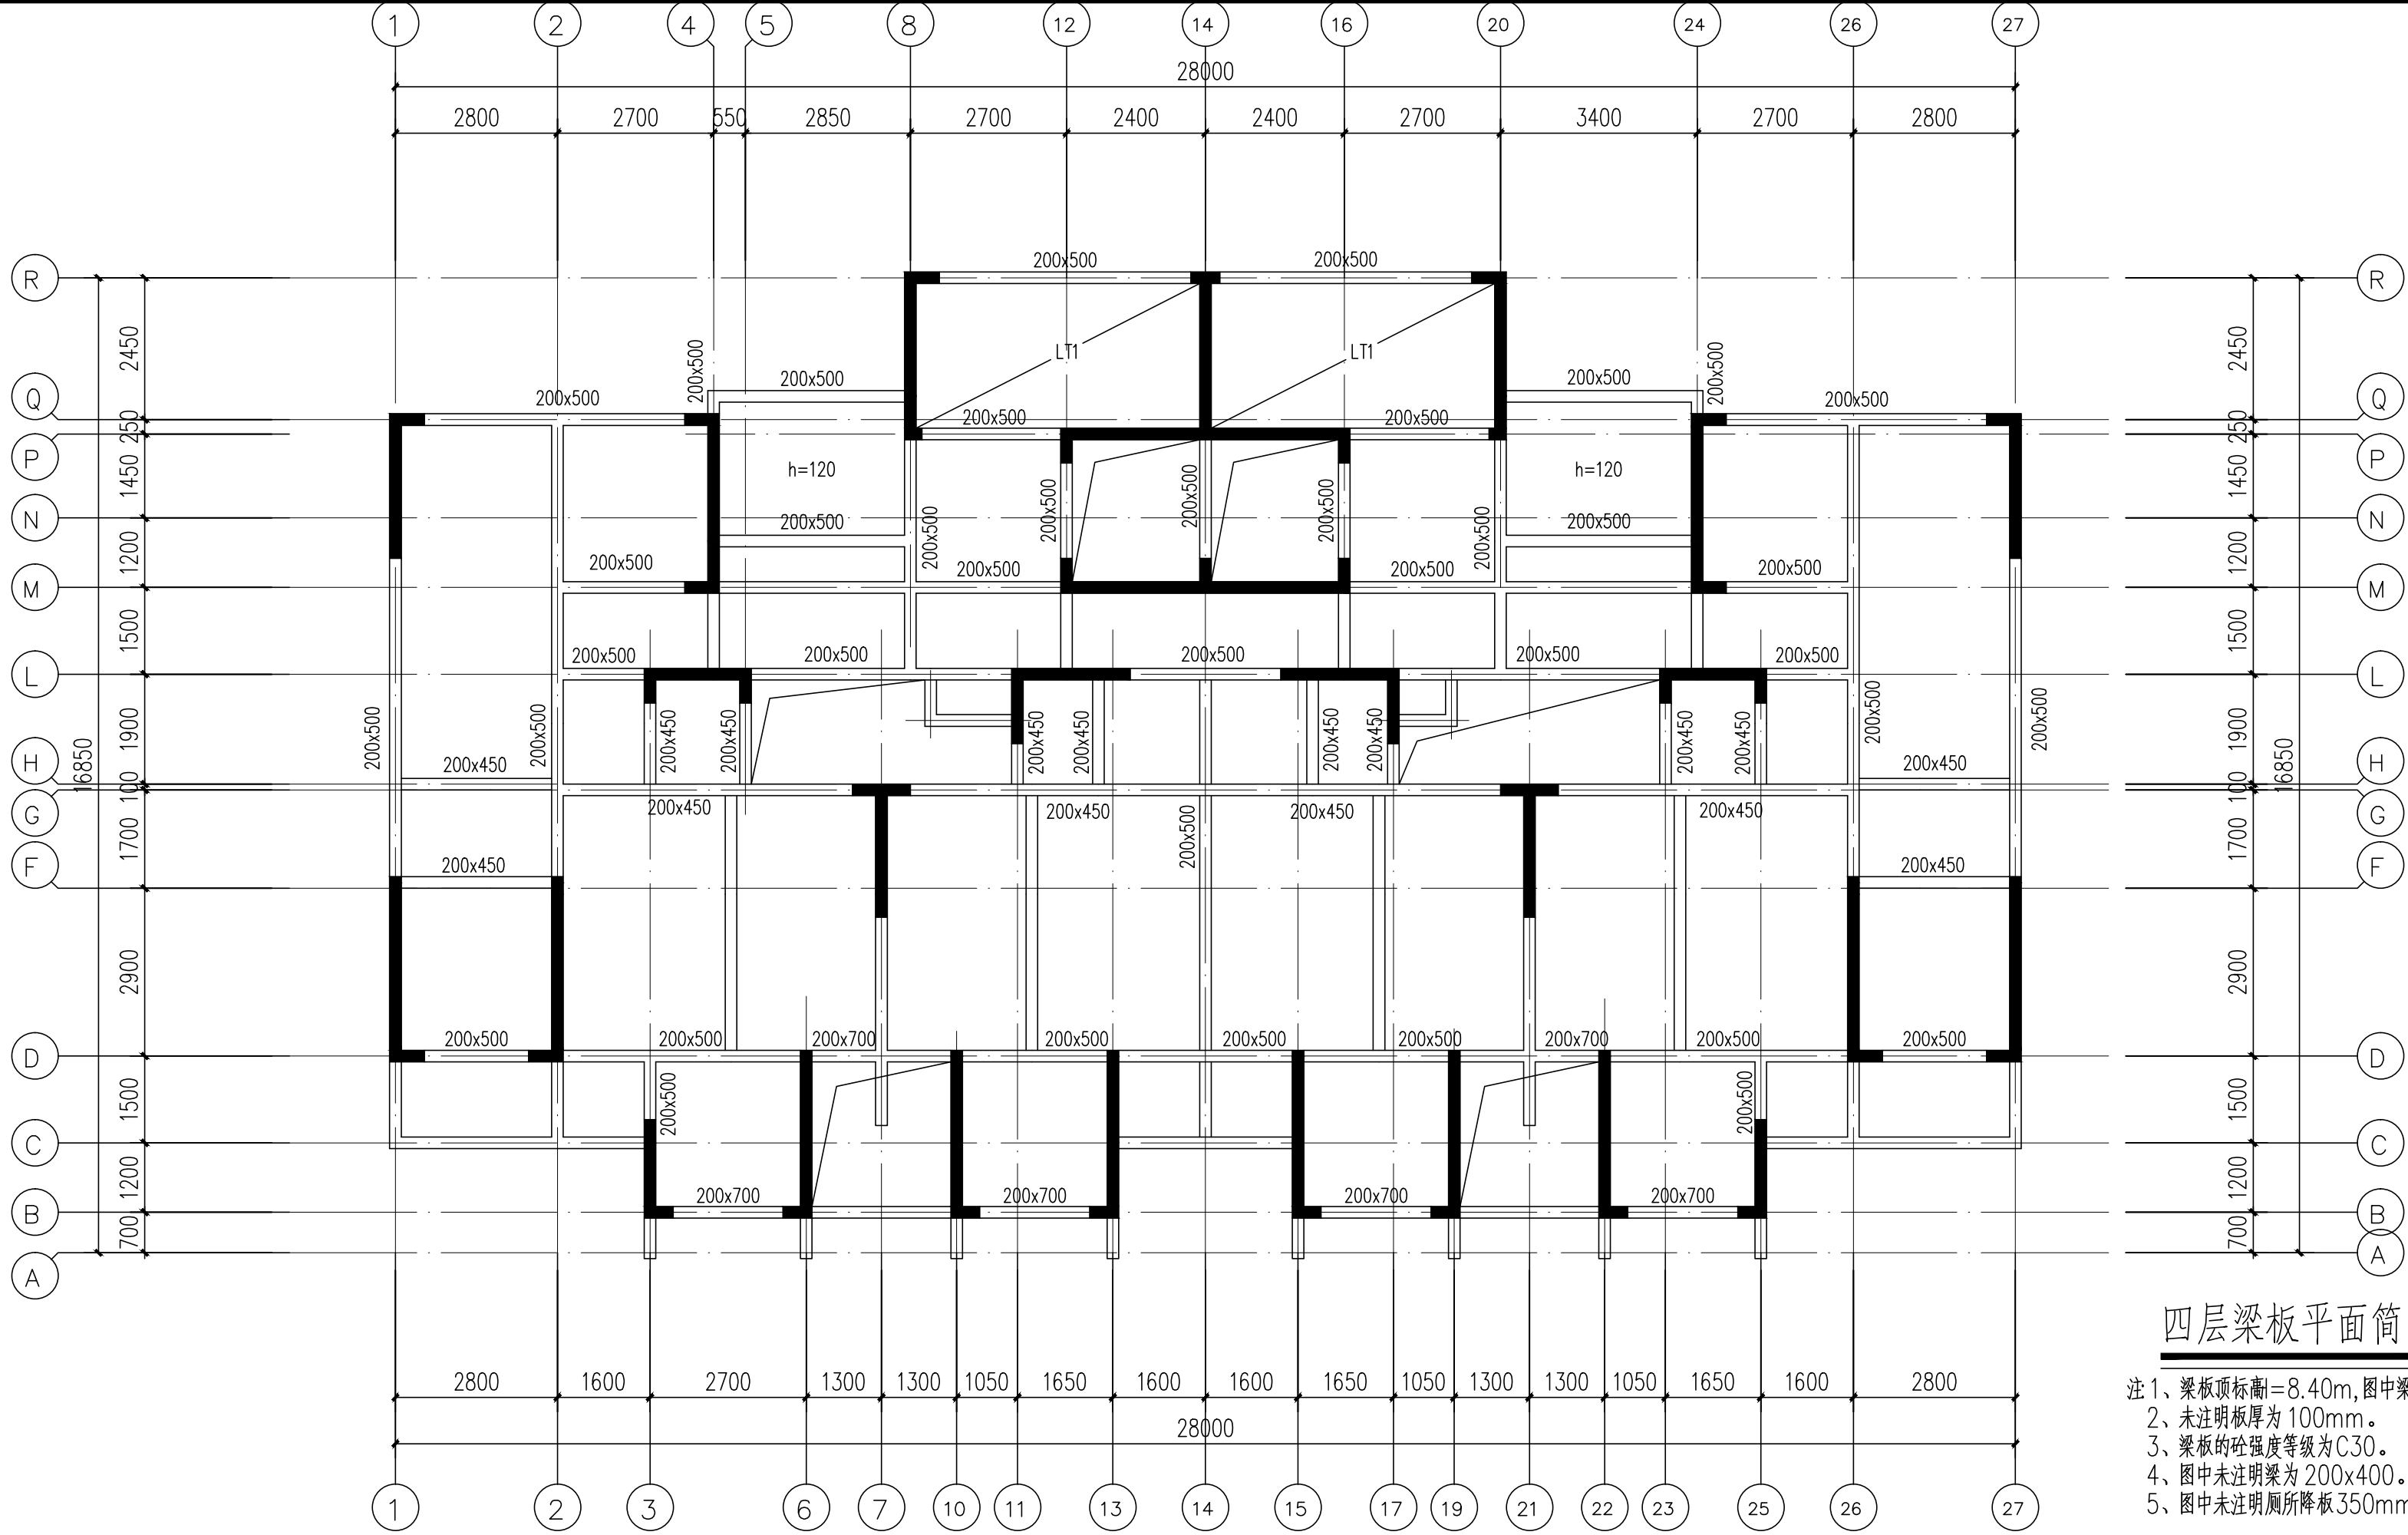 1 2 4 5 8 12 14 16 20 24 26 27
28000
2800 2700 550 2850 2700 2400 2400 2700 3400 2700 2800
R 200x500 200x500 R
2450 2450
LT1 LT1
200x500 200x500
200x500 200x500
Q 200x500 200x500 Q
200x500 200x500
250 250
P h=120 h=120 P
1450 1450
200x500 200x500 200x500
N 200x500 200x500 N
200x500 200x500
1200 1200
200x500 200x500 200x500 200x500
M M
1500 1500
200x500 200x500 200x500 200x500 200x500
L L
1900 1900
200x500 200x500 200x500 200x500
200x450 200x450 200x450 200x450 200x450 200x450 200x450 200x450
H 200x450 200x450 H
16850 16850
100 100
G 200x450 200x450 200x450 200x450 G
1700 200x500 1700
F 200x450 200x450 F
2900 2900
200x500 200x500 200x700 200x500 200x500 200x500 200x700 200x500 200x500
D D
1500 200x500 200x500 1500
C C
1200 1200
200x700 200x700 200x700 200x700
B B
700 700
A A
2800 1600 2700 1300 1300 1050 1650 1600 1600 1650 1050 1300 1300 1050 1650 1600 2800
28000
1 2 3 6 7 10 11 13 14 15 17 19 21 22 23 25 26 27
四层梁板平面简
注:1、梁板顶标高H=8.40m,图中梁
2、未注明板厚为100mm。
3、梁板的砼强度等级为C30。
4、图中未注明梁为200x400。
5、图中未注明厕所降板350mm